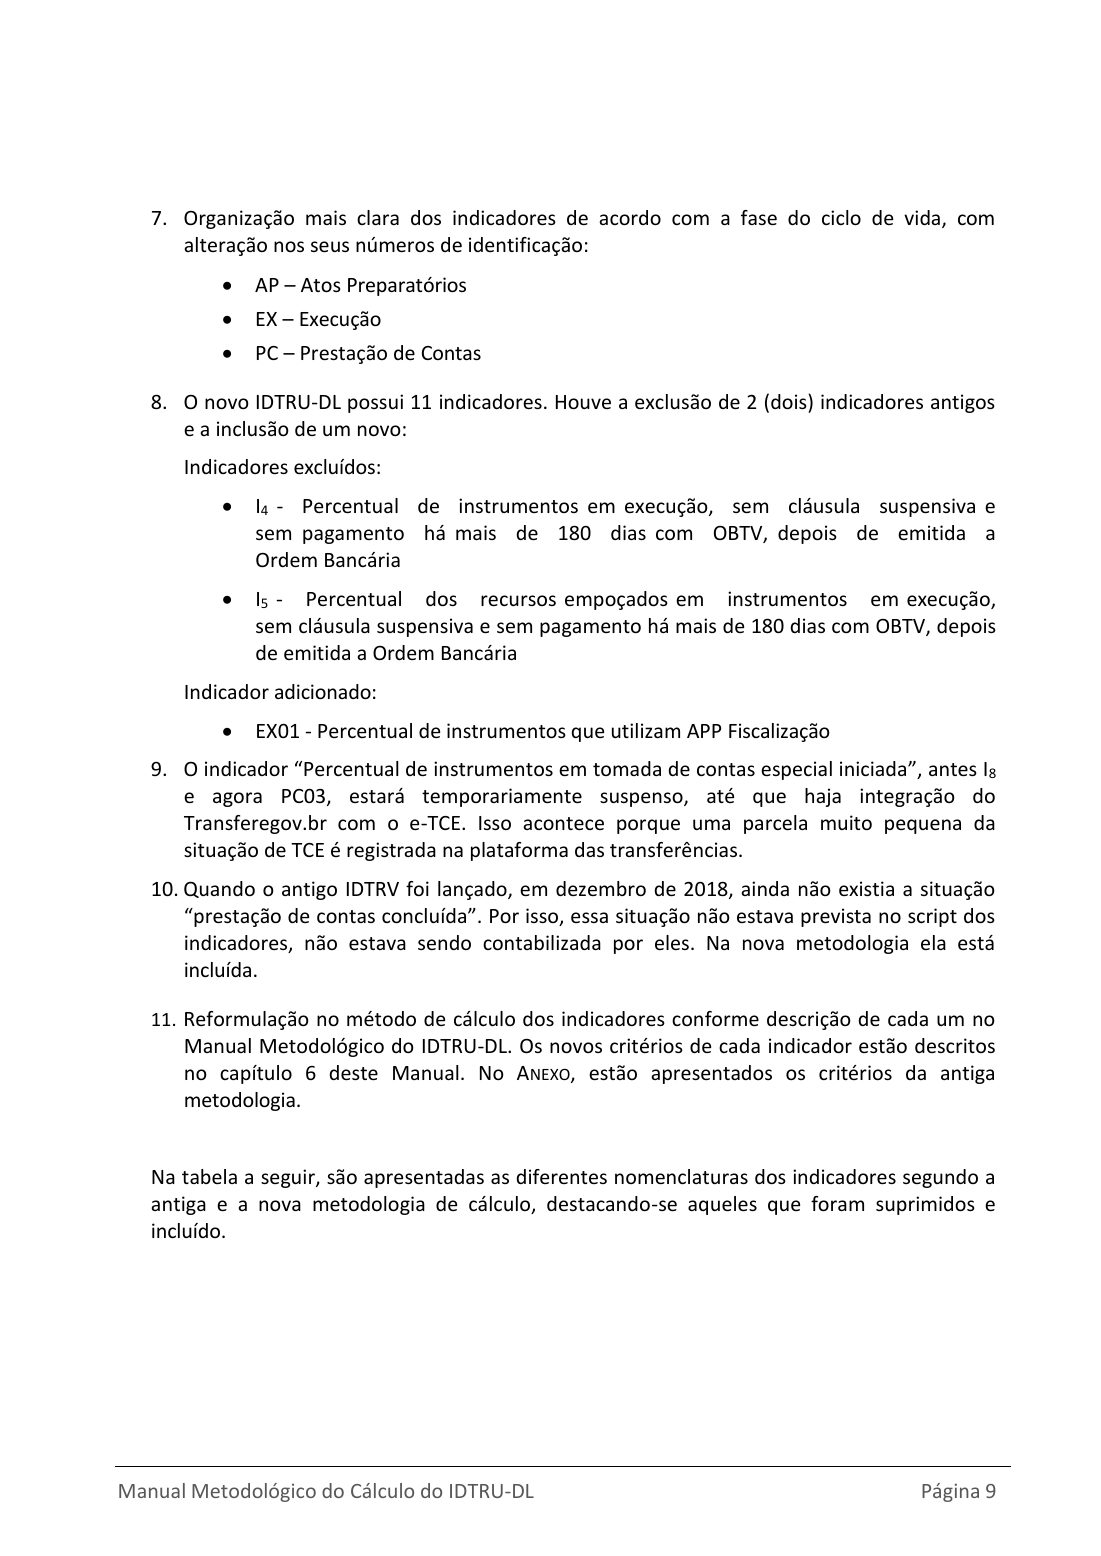 7. Organização mais clara dos indicadores de acordo com a fase do ciclo de vida, com
alteração nos seus números de identificação:
• AP – Atos Preparatórios
• EX – Execução
• PC – Prestação de Contas
8. O novo IDTRU-DL possui 11 indicadores. Houve a exclusão de 2 (dois) indicadores antigos
e a inclusão de um novo:
Indicadores excluídos:
• I4 - Percentual de instrumentos em execução, sem cláusula suspensiva e
sem pagamento há mais de 180 dias com OBTV, depois de emitida a
Ordem Bancária
• I5 - Percentual dos recursos empoçados em instrumentos em execução,
sem cláusula suspensiva e sem pagamento há mais de 180 dias com OBTV, depois
de emitida a Ordem Bancária
Indicador adicionado:
• EX01 - Percentual de instrumentos que utilizam APP Fiscalização
9. O indicador “Percentual de instrumentos em tomada de contas especial iniciada”, antes I8
e agora PC03, estará temporariamente suspenso, até que haja integração do
Transferegov.br com o e-TCE. Isso acontece porque uma parcela muito pequena da
situação de TCE é registrada na plataforma das transferências.
10. Quando o antigo IDTRV foi lançado, em dezembro de 2018, ainda não existia a situação
“prestação de contas concluída”. Por isso, essa situação não estava prevista no script dos
indicadores, não estava sendo contabilizada por eles. Na nova metodologia ela está
incluída.
11. Reformulação no método de cálculo dos indicadores conforme descrição de cada um no
Manual Metodológico do IDTRU-DL. Os novos critérios de cada indicador estão descritos
no capítulo 6 deste Manual. No ANEXO, estão apresentados os critérios da antiga
metodologia.
Na tabela a seguir, são apresentadas as diferentes nomenclaturas dos indicadores segundo a
antiga e a nova metodologia de cálculo, destacando-se aqueles que foram suprimidos e
incluído.
Manual Metodológico do Cálculo do IDTRU-DL Página 9